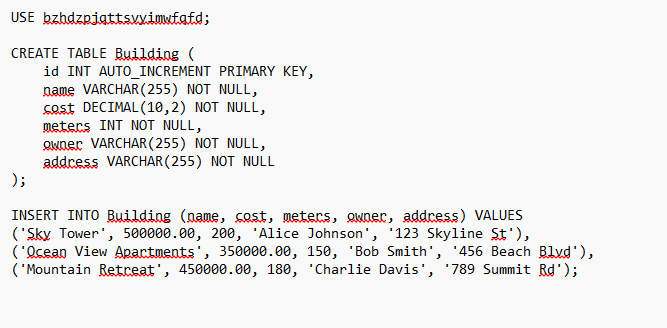 USE bzhdzpjqttsvyimwfqfd;
CREATE TABLE Building (
id INT AUTO_INCREMENT PRIMARY KEY,
name VARCHAR(255) NOT NULL,
cost DECIMAL(10,2) NOT NULL,
meters INT NOT NULL,
owner VARCHAR(255) NOT NULL,
address VARCHAR(255) NOT NULL
);
INSERT INTO Building (name, cost, meters, owner, address) VALUES
('Sky Tower', 500000.00, 200, 'Alice Johnson', '123 Skyline St'),
('Ocean View Apartments', 350000.00, 150, 'Bob Smith', '456 Beach Blvd'),
('Mountain Retreat', 450000.00, 180, 'Charlie Davis', '789 Summit Rd');